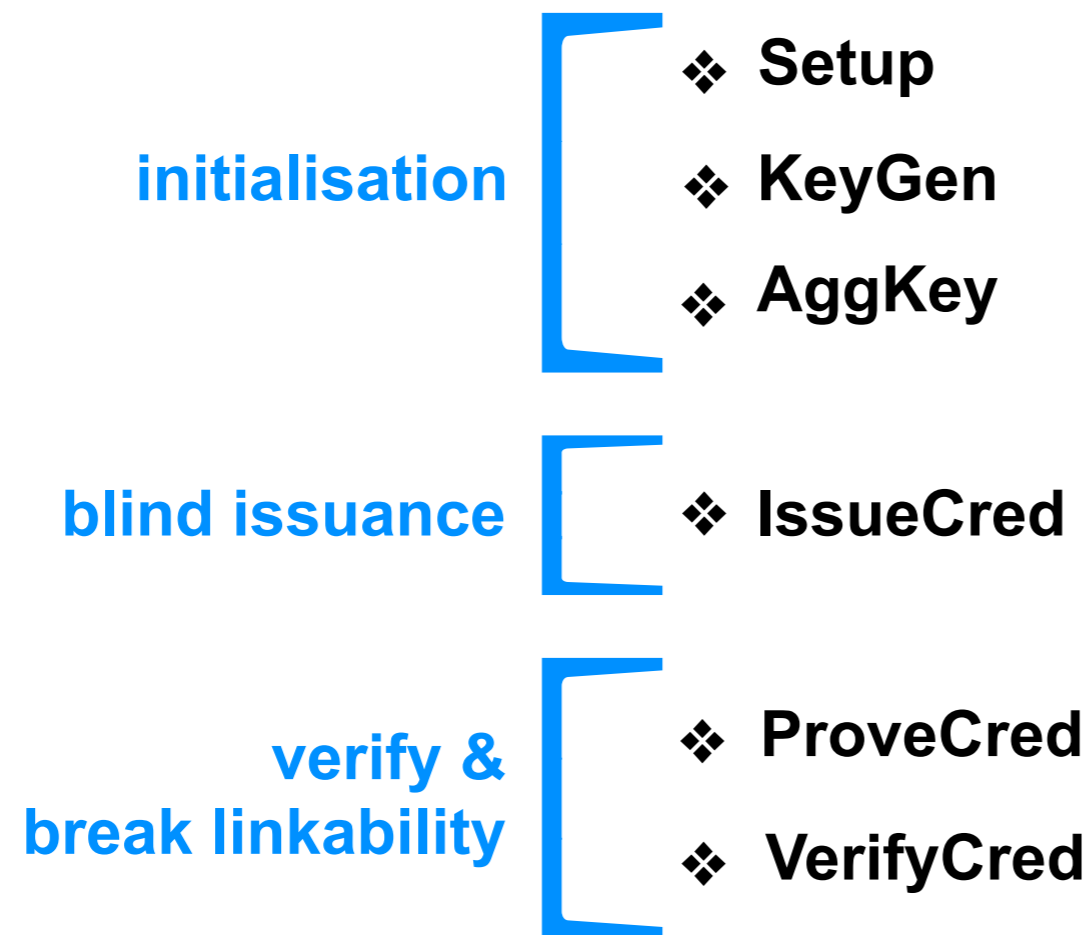 initialisation
❖ Setup
❖ KeyGen
❖ AggKey
blind issuance
❖ IssueCred
verify &
break linkability
❖ ProveCred
❖ VerifyCred